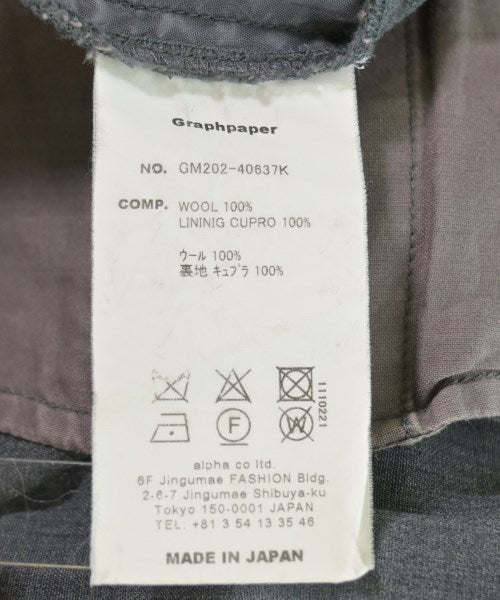 Graphpaper
NO. GM202-40637K
COMP. WOOL 100%
LININIG CUPRO 100%
ウール 100%
裏地 キュプラ 100%
1110221
F
W
alpha co ltd.
6F Jingumae FASHION Bldg.
2-6-7 Jingumae Shibuya-ku
Tokyo 150-0001 JAPAN
TEL: +81 3 54 13 35 46
MADE IN JAPAN